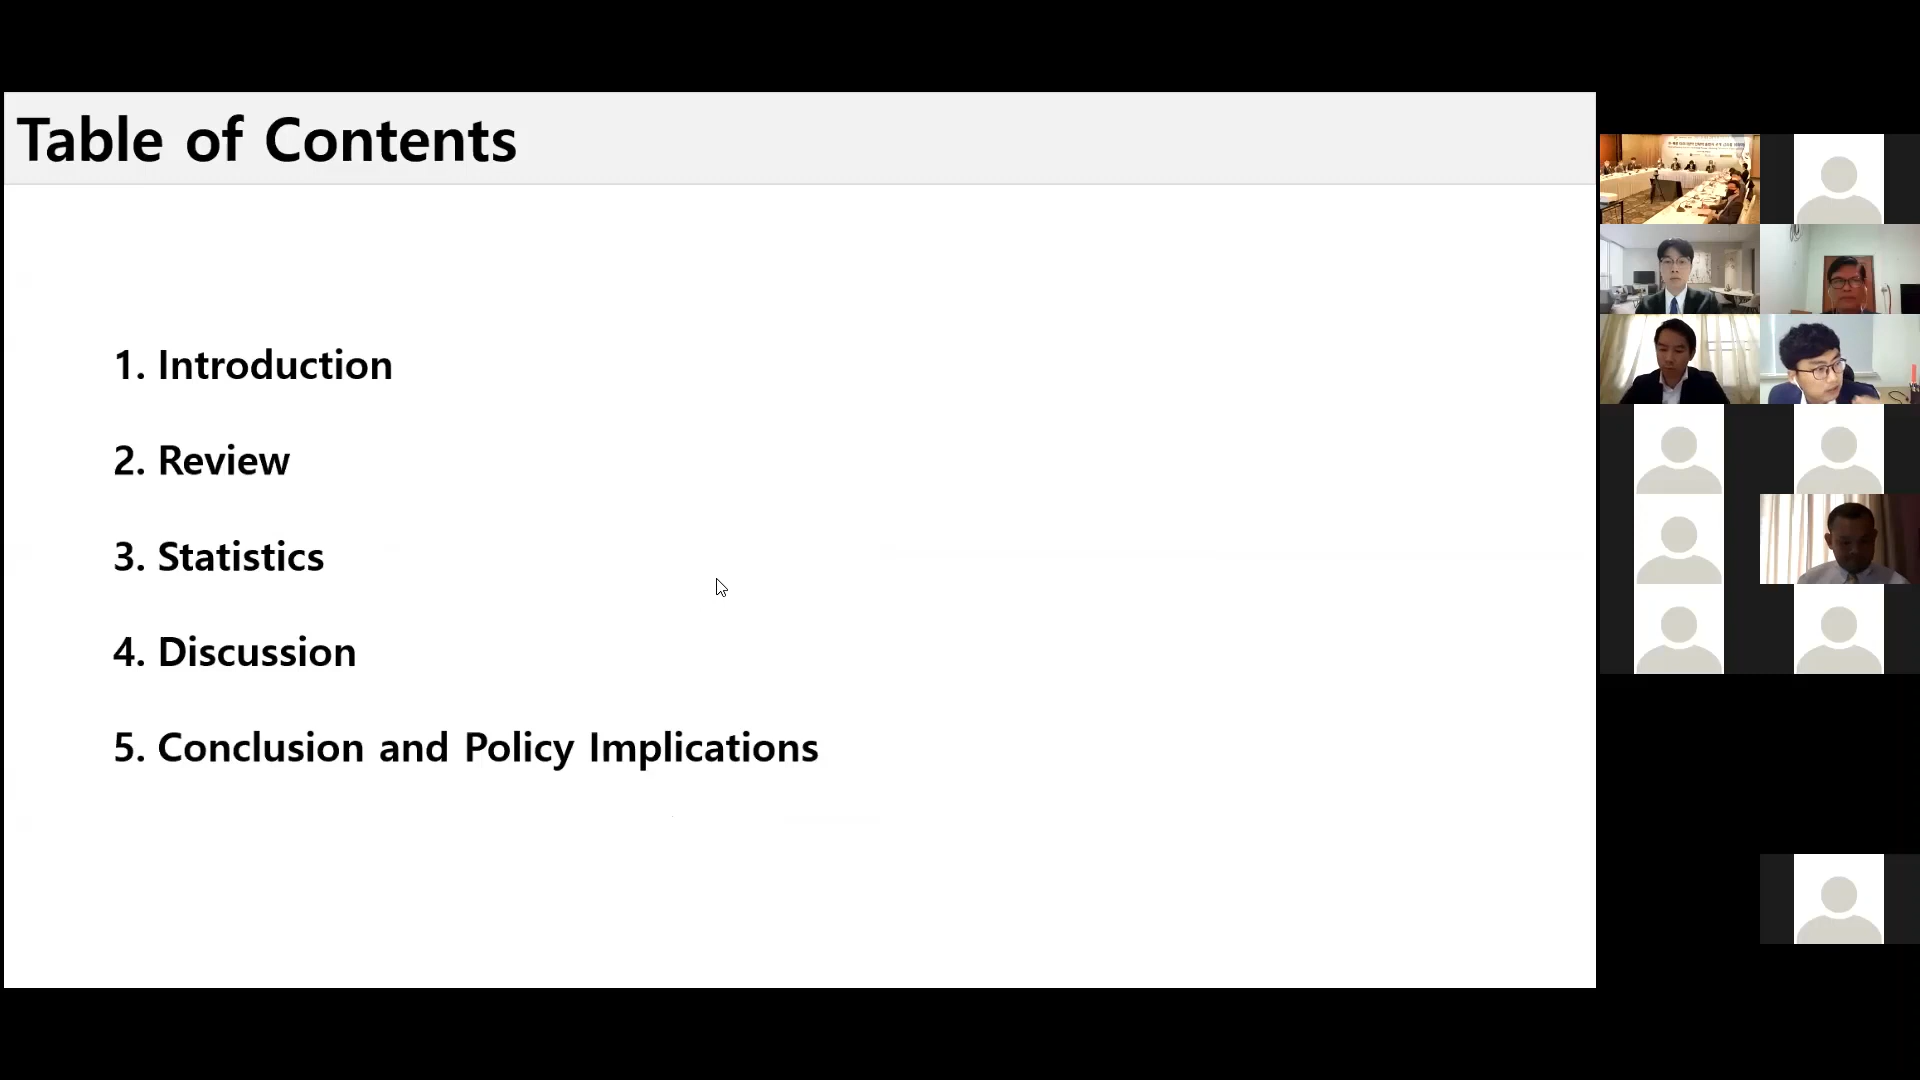 Table of Contents
1. Introduction
2. Review
3. Statistics
4. Discussion
5. Conclusion and Policy Implications